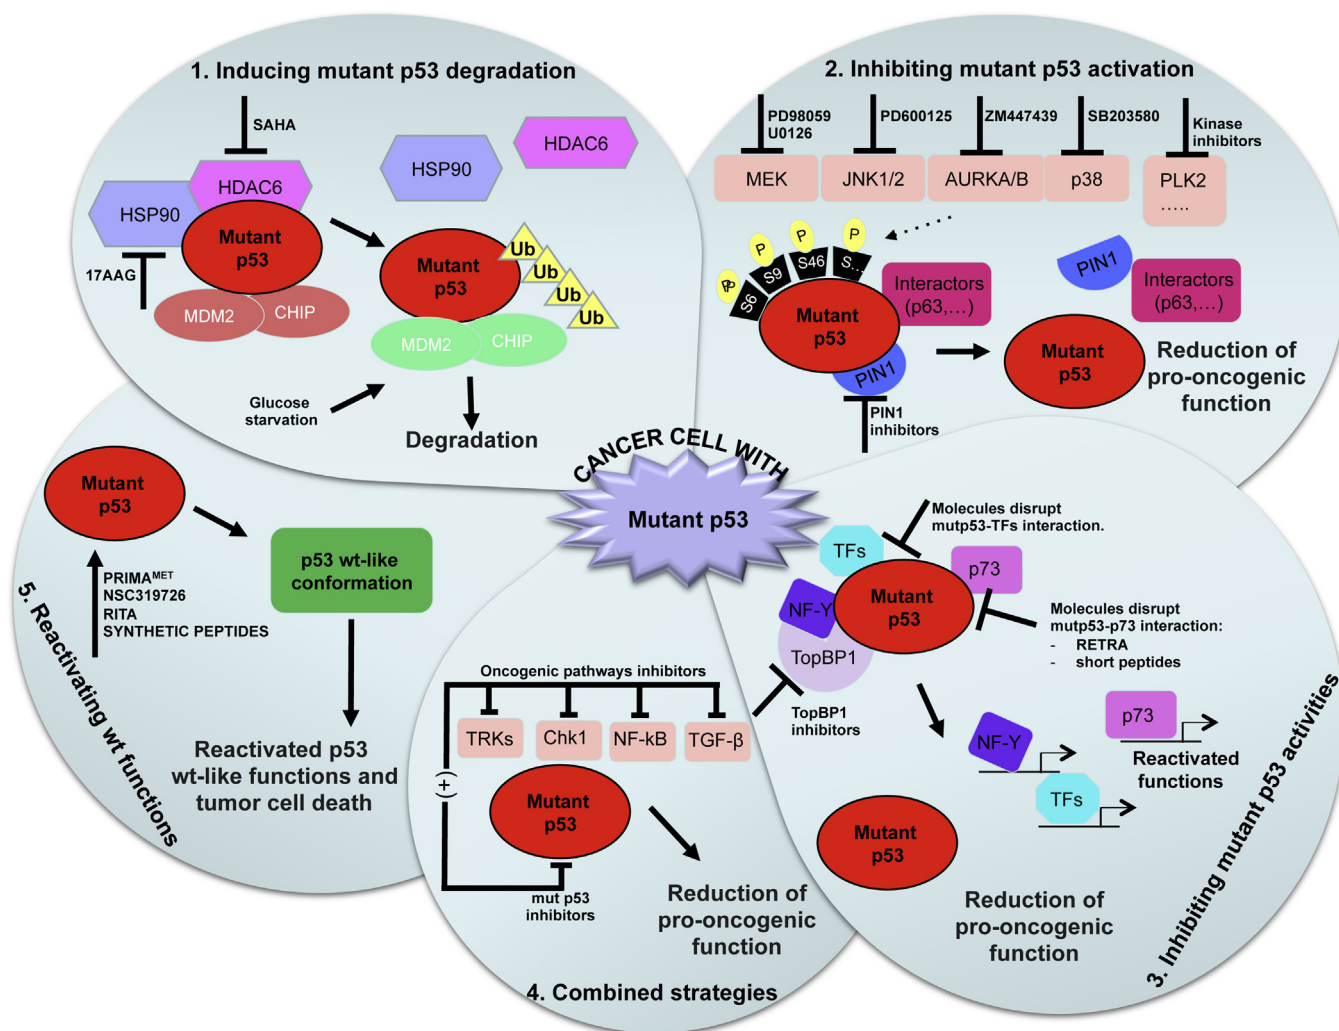 1. Inducing mutant p53 degradation
SAHA
HDAC6
HSP90
Mutant
p53
17AAG
MDM2
CHIP
HSP90
HDAC6
Mutant
p53
Ub
Ub
Ub
Ub
MDM2
CHIP
Glucose
starvation
Degradation
2. Inhibiting mutant p53 activation
PD98059
U0126
PD600125
ZM447439
SB203580
Kinase
inhibitors
MEK
JNK1/2
AURKA/B
p38
PLK2
.....
P
P
P
P
P
S6
S9
S46
S...
Mutant
p53
Interactors
(p63,...)
PIN1
PIN1
inhibitors
PIN1
Interactors
(p63,...)
Mutant
p53
Reduction of
pro-oncogenic
function
CANCER CELL WITH
Mutant p53
3. Inhibiting mutant p53 activities
Molecules disrupt
mutp53-TFs interaction.
TFs
p73
NF-Y
Mutant
p53
TopBP1
Molecules disrupt
mutp53-p73 interaction:
- RETRA
- short peptides
TopBP1
inhibitors
p73
NF-Y
Reactivated
functions
TFs
Mutant
p53
Reduction of
pro-oncogenic
function
4. Combined strategies
Oncogenic pathways inhibitors
TRKs
Chk1
NF-kB
TGF-β
(+)
Mutant
p53
mut p53
inhibitors
Reduction of
pro-oncogenic
function
5. Reactivating wt functions
Mutant
p53
PRIMAᴹᴱᵀ
NSC319726
RITA
SYNTHETIC PEPTIDES
p53 wt-like
conformation
Reactivated p53
wt-like functions and
tumor cell death